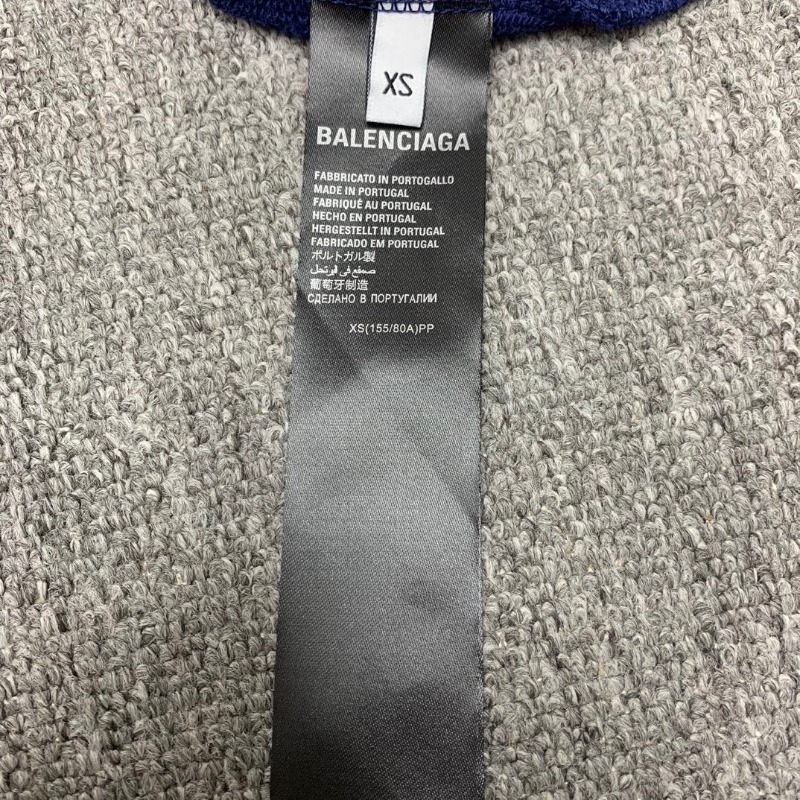 XS
BALENCIAGA
FABBRICATO IN PORTOGALLO
MADE IN PORTUGAL
FABRIQUÉ AU PORTUGAL
HECHO EN PORTUGAL
HERGESTELLT IN PORTUGAL
FABRICADO EM PORTUGAL
ポルトガル製
في
葡萄牙制造
СДЕЛАНО В ПОРТУГАЛИИ
XS(155/80A)PP